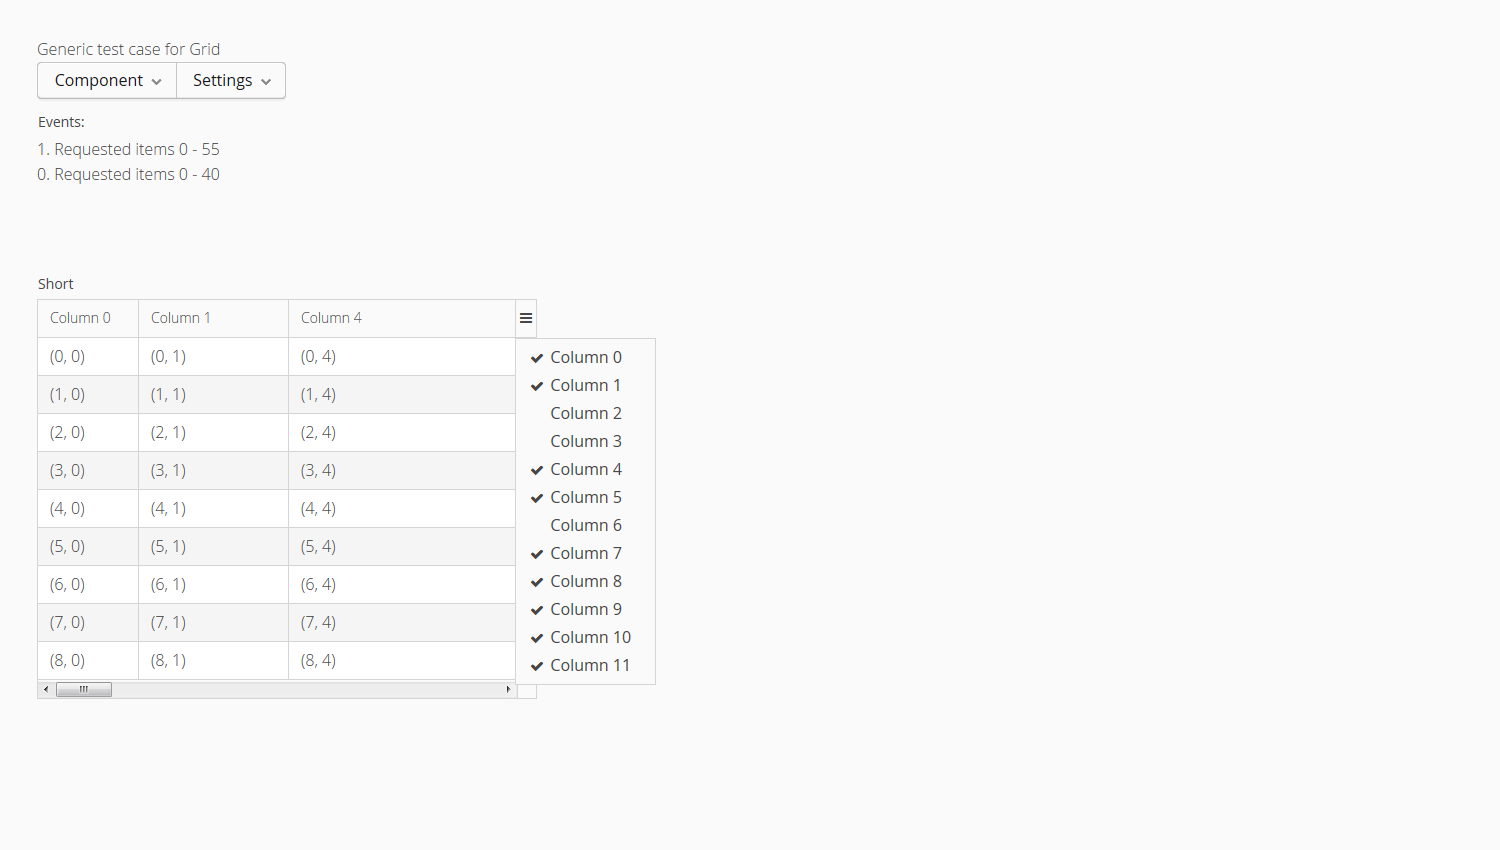 Generic test case for Grid
Component Settings
Events:
1. Requested items 0 - 55
0. Requested items 0 - 40
Short
Column 0 Column 1 Column 4
(0, 0) (0, 1) (0, 4)
(1, 0) (1, 1) (1, 4)
(2, 0) (2, 1) (2, 4)
(3, 0) (3, 1) (3, 4)
(4, 0) (4, 1) (4, 4)
(5, 0) (5, 1) (5, 4)
(6, 0) (6, 1) (6, 4)
(7, 0) (7, 1) (7, 4)
(8, 0) (8, 1) (8, 4)
Column 0
Column 1
Column 2
Column 3
Column 4
Column 5
Column 6
Column 7
Column 8
Column 9
Column 10
Column 11